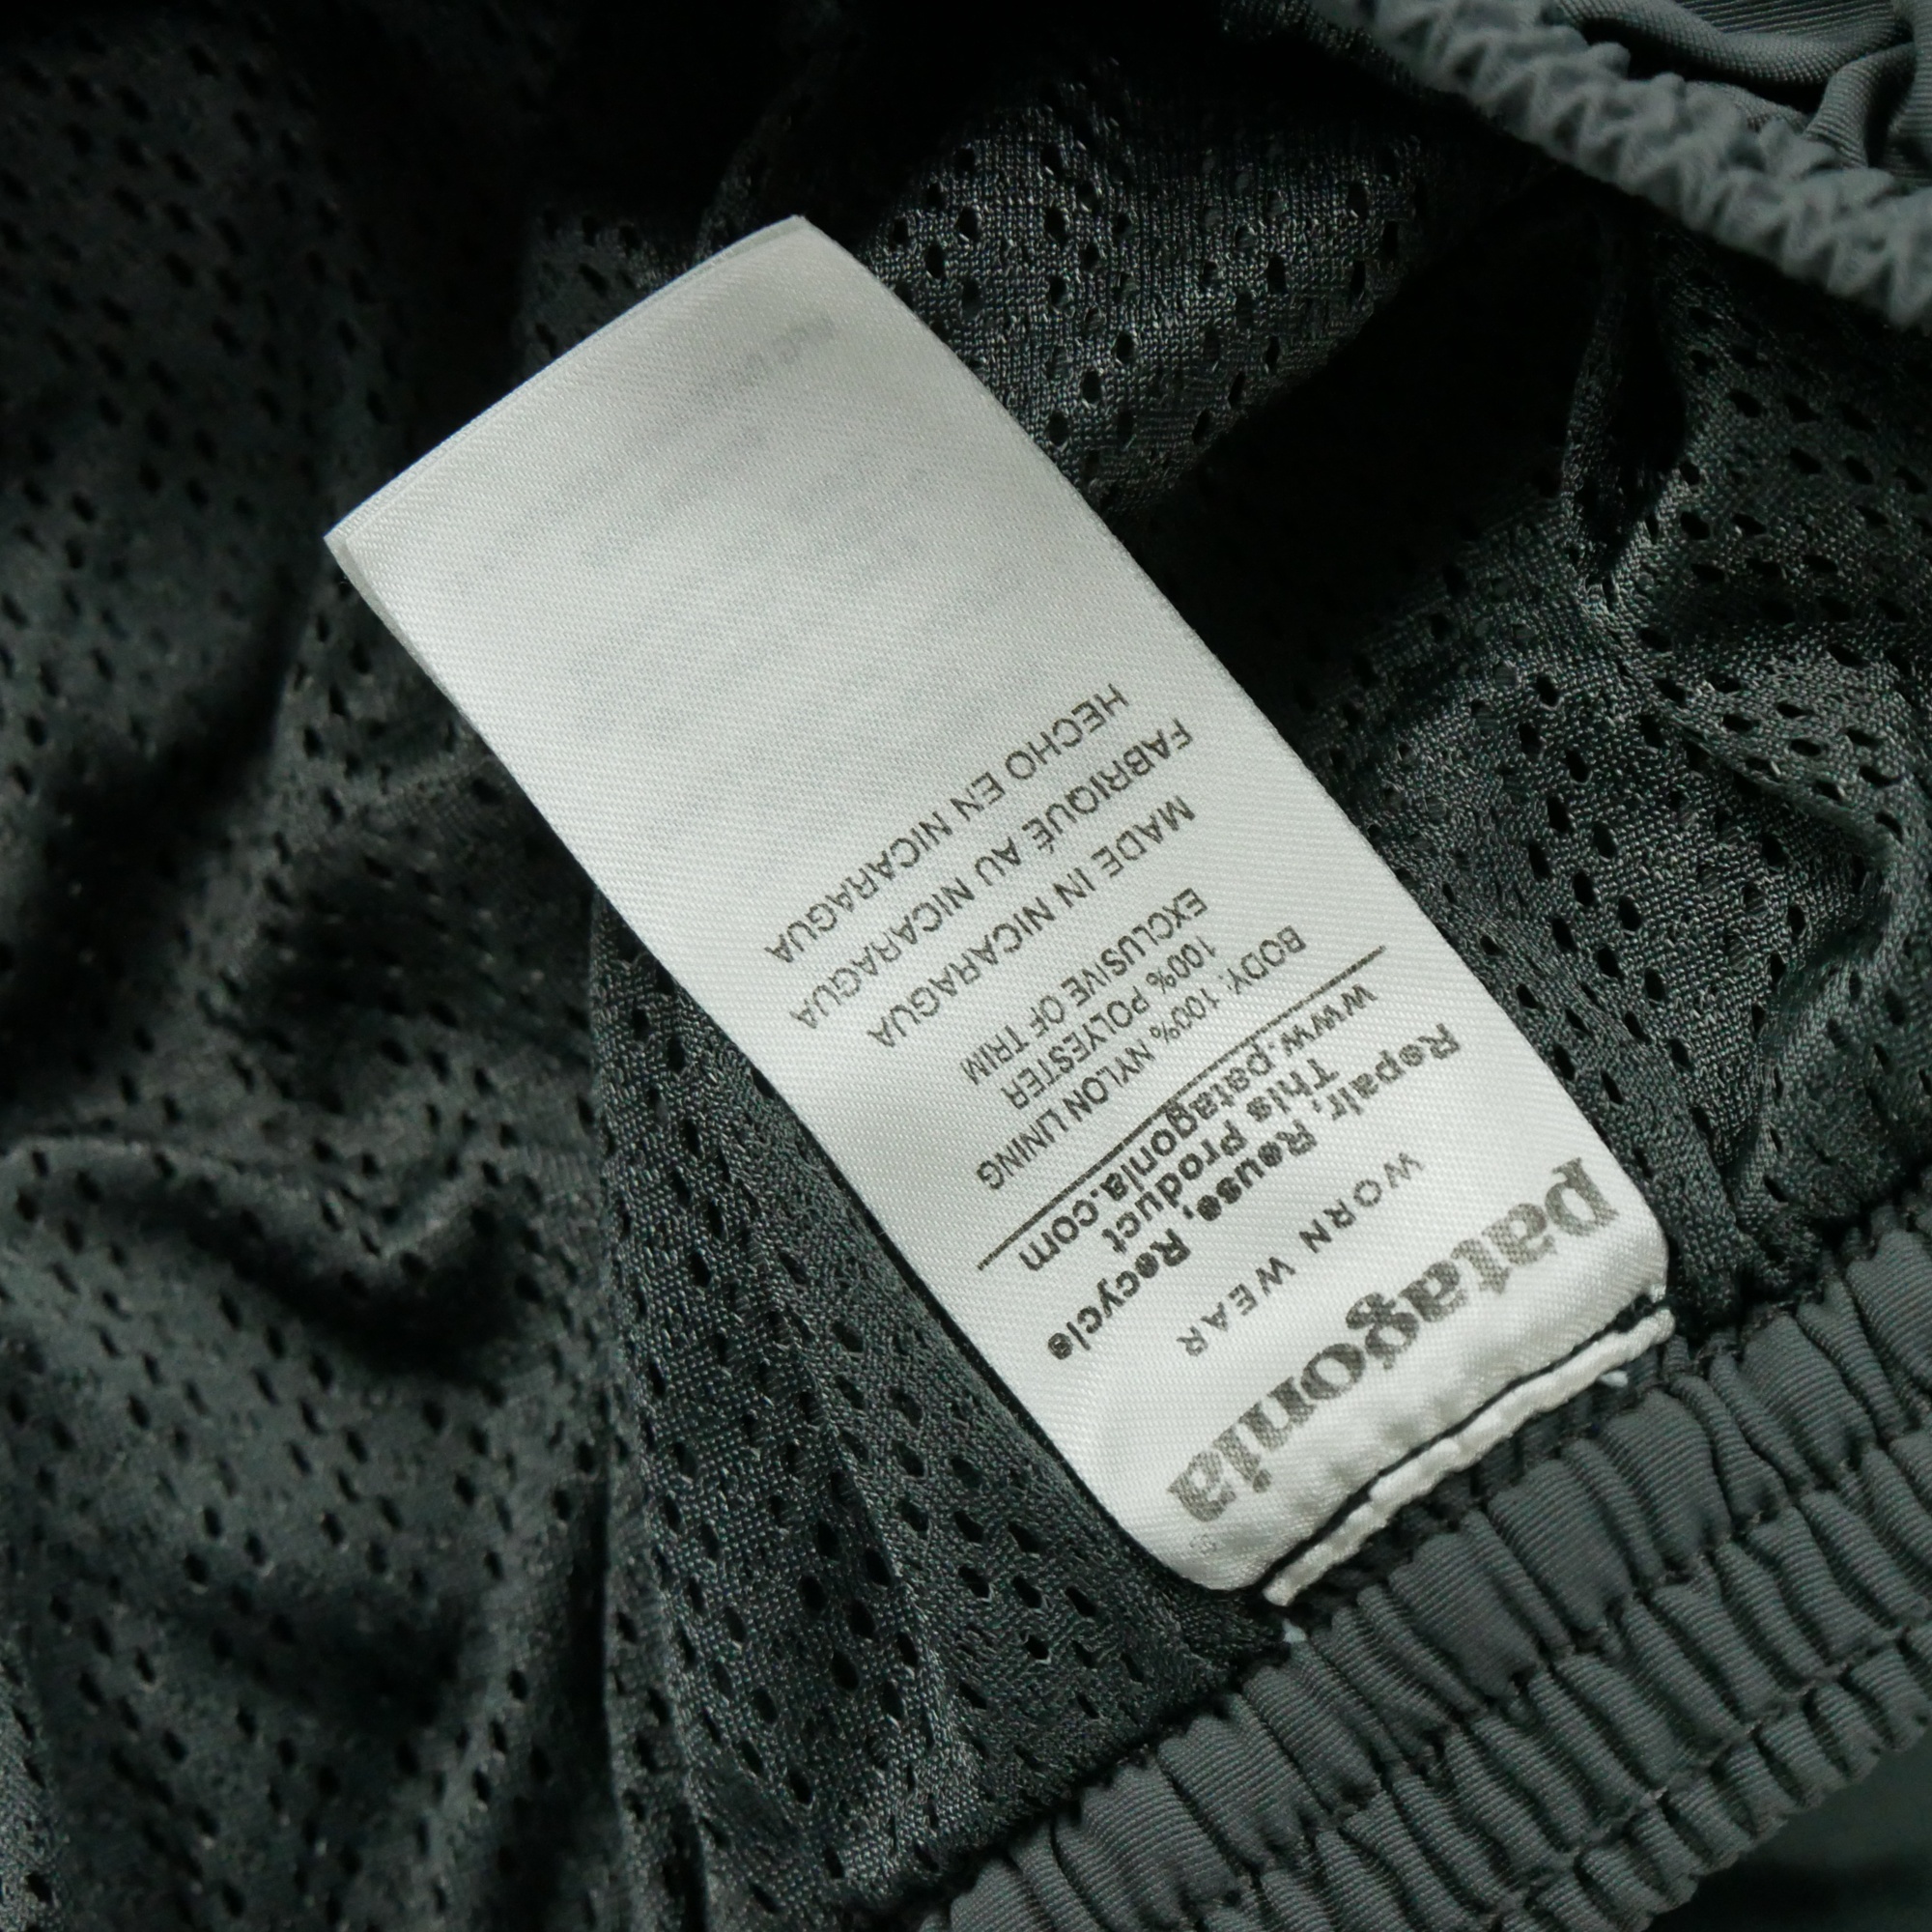 patagonia
WORN WEAR
Repair, Reuse, Recycle
This Product
www.patagonia.com
BODY: 100% NYLON LINING
100% POLYESTER
EXCLUSIVE OF TRIM
MADE IN NICARAGUA
FABRIQUÉ AU NICARAGUA
HECHO EN NICARAGUA